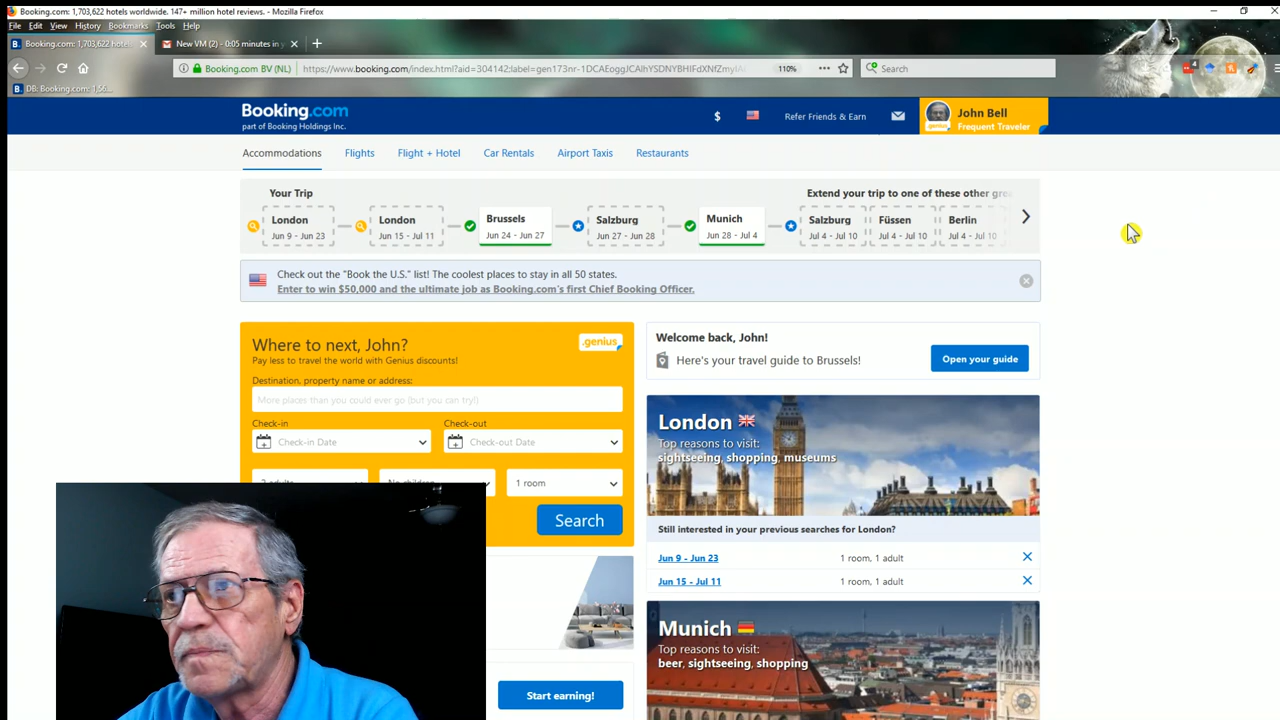 Booking.com: 1,703,622 hotels worldwide. 147+ million hotel reviews. - Mozilla Firefox
File Edit View History Bookmarks Tools Help
Booking.com: 1,703,622 hotel
New VM (2) - 0:05 minutes in y
Booking.com BV (NL)
https://www.booking.com/index.html?aid=304142;label=gen173nr-1DCAEoggJCAlhYSDNYBHIFdXNfZmyI
110%
Search
4
DB: Booking.com: 1,66...
Booking.com
part of Booking Holdings Inc.
$
Refer Friends & Earn
.genius
John Bell
Frequent Traveler
Accommodations Flights Flight + Hotel Car Rentals Airport Taxis Restaurants
Your Trip
Extend your trip to one of these other gre
London
Jun 9 - Jun 23
London
Jun 15 - Jul 11
Brussels
Jun 24 - Jun 27
Salzburg
Jun 27 - Jun 28
Munich
Jun 28 - Jul 4
Salzburg
Jul 4 - Jul 10
Füssen
Jul 4 - Jul 10
Berlin
Jul 4 - Jul 10
Check out the "Book the U.S." list! The coolest places to stay in all 50 states.
Enter to win $50,000 and the ultimate job as Booking.com's first Chief Booking Officer.
Where to next, John?
.genius
Pay less to travel the world with Genius discounts!
Destination, property name or address:
More places than you could ever go (but you can try!)
Check-in
Check-out
Check-in Date
Check-out Date
2 adults
No children
1 room
Search
Start earning!
Welcome back, John!
Here's your travel guide to Brussels!
Open your guide
London
Top reasons to visit:
sightseeing, shopping, museums
Still interested in your previous searches for London?
Jun 9 - Jun 23 1 room, 1 adult
Jun 15 - Jul 11 1 room, 1 adult
Munich
Top reasons to visit:
beer, sightseeing, shopping